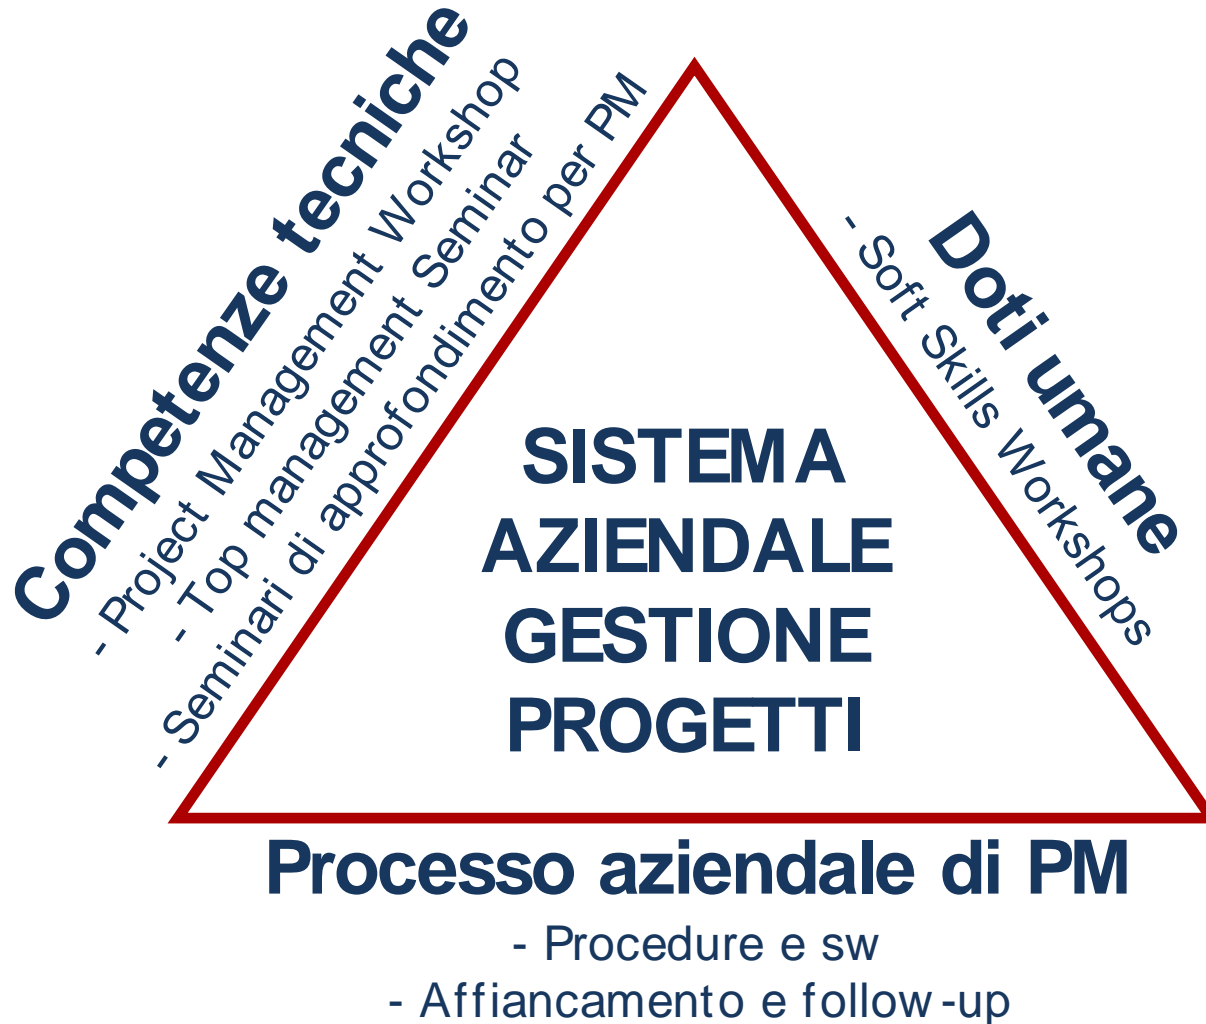 Competenze tecniche
- Project Management Workshop
- Top management Seminar
- Seminari di approfondimento per PM
Doti umane
- Soft Skills Workshops
SISTEMA
AZIENDALE
GESTIONE
PROGETTI
Processo aziendale di PM
- Procedure e sw
- Affiancamento e follow-up